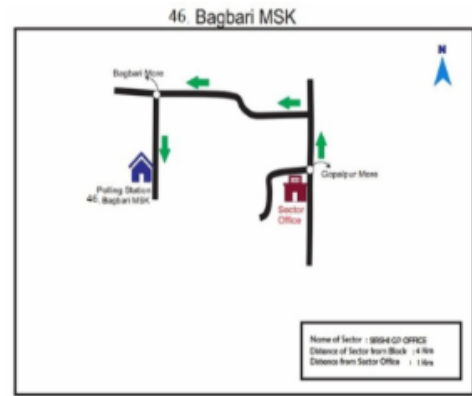 46. Bagbari MSK
N
Bagbari More
Polling Station
46. Bagbari MSK
Gopalpur More
Sector
Office
Name of Sector : SIRSHI GP OFFICE
Distance of Sector from Block : 4 Km
Distance from Sector Office : 1 Km